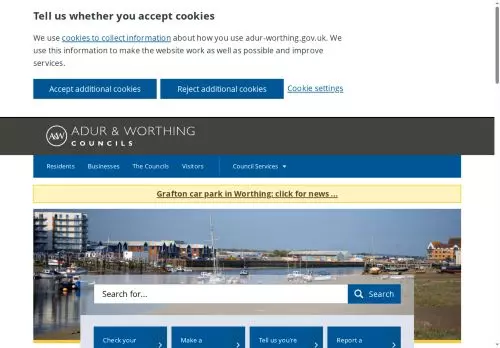 Tell us whether you accept cookies
We use cookies to collect information about how you use adur-worthing.gov.uk. We
use this information to make the website work as well as possible and improve
services.
Accept additional cookies
Reject additional cookies
Cookie settings
A&W
ADUR & WORTHING
COUNCILS
Residents
Businesses
The Councils
Visitors
Council Services
Grafton car park in Worthing: click for news ...
Search for...
Search
Check your
Make a
Tell us you're
Report a